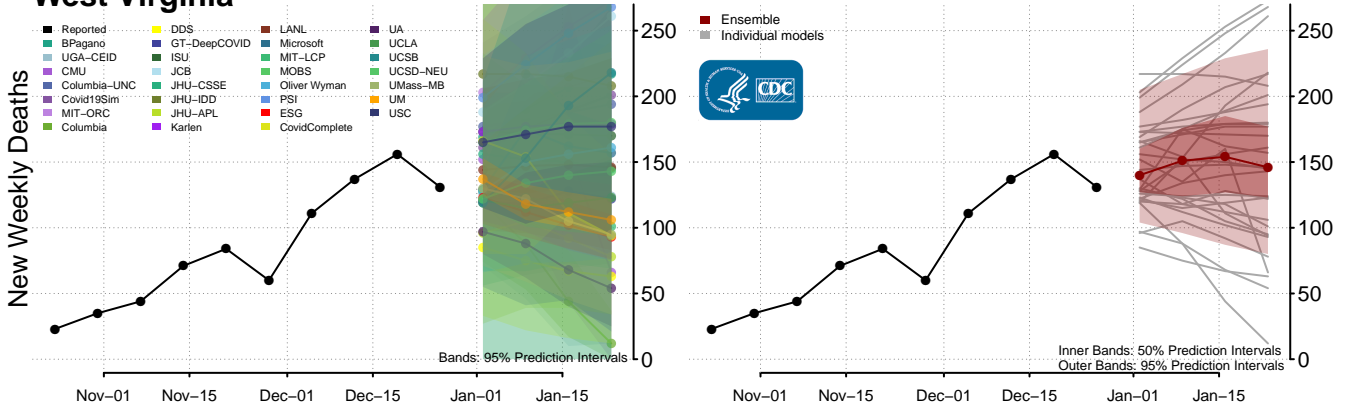 West Virginia
New Weekly Deaths
Reported
BPagano
UGA−CEID
CMU
Columbia−UNC
Covid19Sim
MIT−ORC
Columbia
DDS
GT−DeepCOVID
ISU
JCB
JHU−CSSE
JHU−IDD
JHU−APL
Karlen
LANL
Microsoft
MIT−LCP
MOBS
Oliver Wyman
PSI
ESG
CovidComplete
UA
UCLA
UCSB
UCSD−NEU
UMass−MB
UM
USC
250
200
150
100
50
0
Bands: 95% Prediction Intervals
Nov−01 Nov−15 Dec−01 Dec−15 Jan−01 Jan−15
Ensemble
Individual models
CDC
250
200
150
100
50
0
Inner Bands: 50% Prediction Intervals
Outer Bands: 95% Prediction Intervals
Nov−01 Nov−15 Dec−01 Dec−15 Jan−01 Jan−15